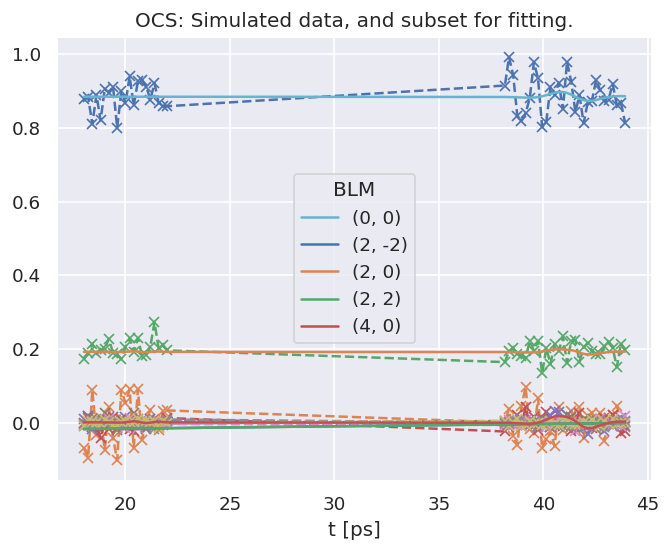 OCS: Simulated data, and subset for fitting.
1.0
0.8
0.6
0.4
0.2
0.0
BLM
(0, 0)
(2, -2)
(2, 0)
(2, 2)
(4, 0)
20 25 30 35 40 45
t [ps]